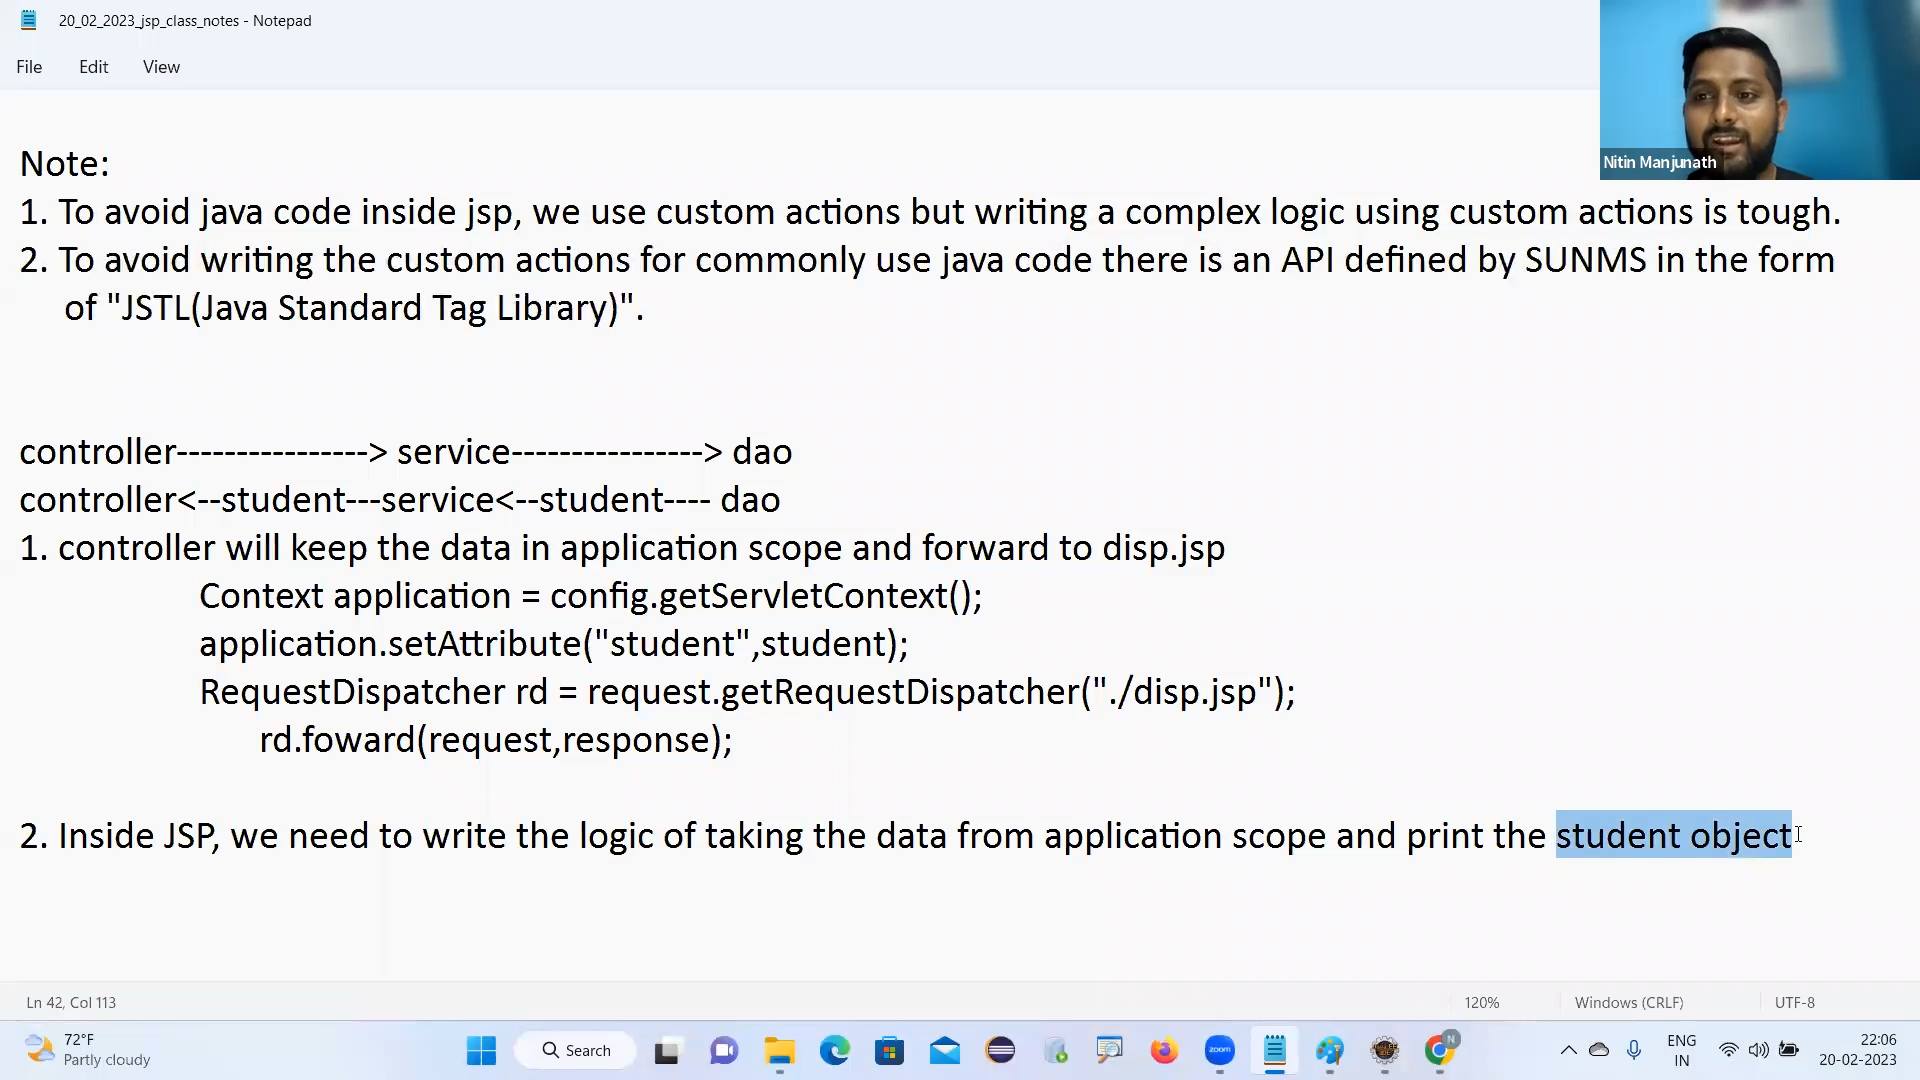 20_02_2023_jsp_class_notes - Notepad
File Edit View
Nitin Manjunath
Note:
1. To avoid java code inside jsp, we use custom actions but writing a complex logic using custom actions is tough.
2. To avoid writing the custom actions for commonly use java code there is an API defined by SUNMS in the form
of "JSTL(Java Standard Tag Library)".
controller----------------> service----------------> dao
controller<--student---service<--student---- dao
1. controller will keep the data in application scope and forward to disp.jsp
Context application = config.getServletContext();
application.setAttribute("student",student);
RequestDispatcher rd = request.getRequestDispatcher("./disp.jsp");
rd.foward(request,response);
2. Inside JSP, we need to write the logic of taking the data from application scope and print the student object
Ln 42, Col 113 120% Windows (CRLF) UTF-8
72°F
Partly cloudy
Search
zoom
N
ENG
IN
22:06
20-02-2023